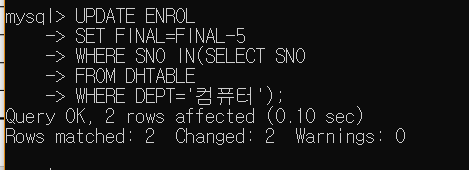 mysql> UPDATE ENROL
-> SET FINAL=FINAL-5
-> WHERE SNO IN(SELECT SNO
-> FROM DHTABLE
-> WHERE DEPT='컴퓨터');
Query OK, 2 rows affected (0.10 sec)
Rows matched: 2  Changed: 2  Warnings: 0